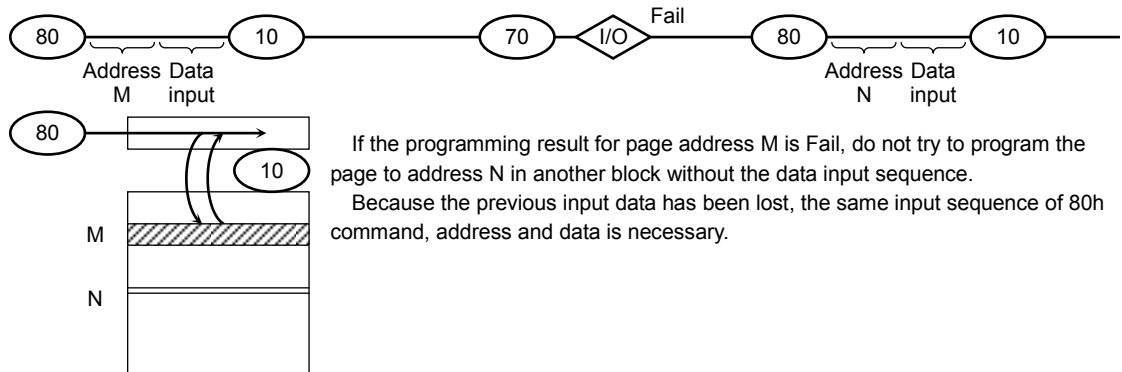 Fail
80 10 70 I/O 80 10
Address Data Address Data
M input N input
80
If the programming result for page address M is Fail, do not try to program the
10
page to address N in another block without the data input sequence.
Because the previous input data has been lost, the same input sequence of 80h
M
command, address and data is necessary.
N